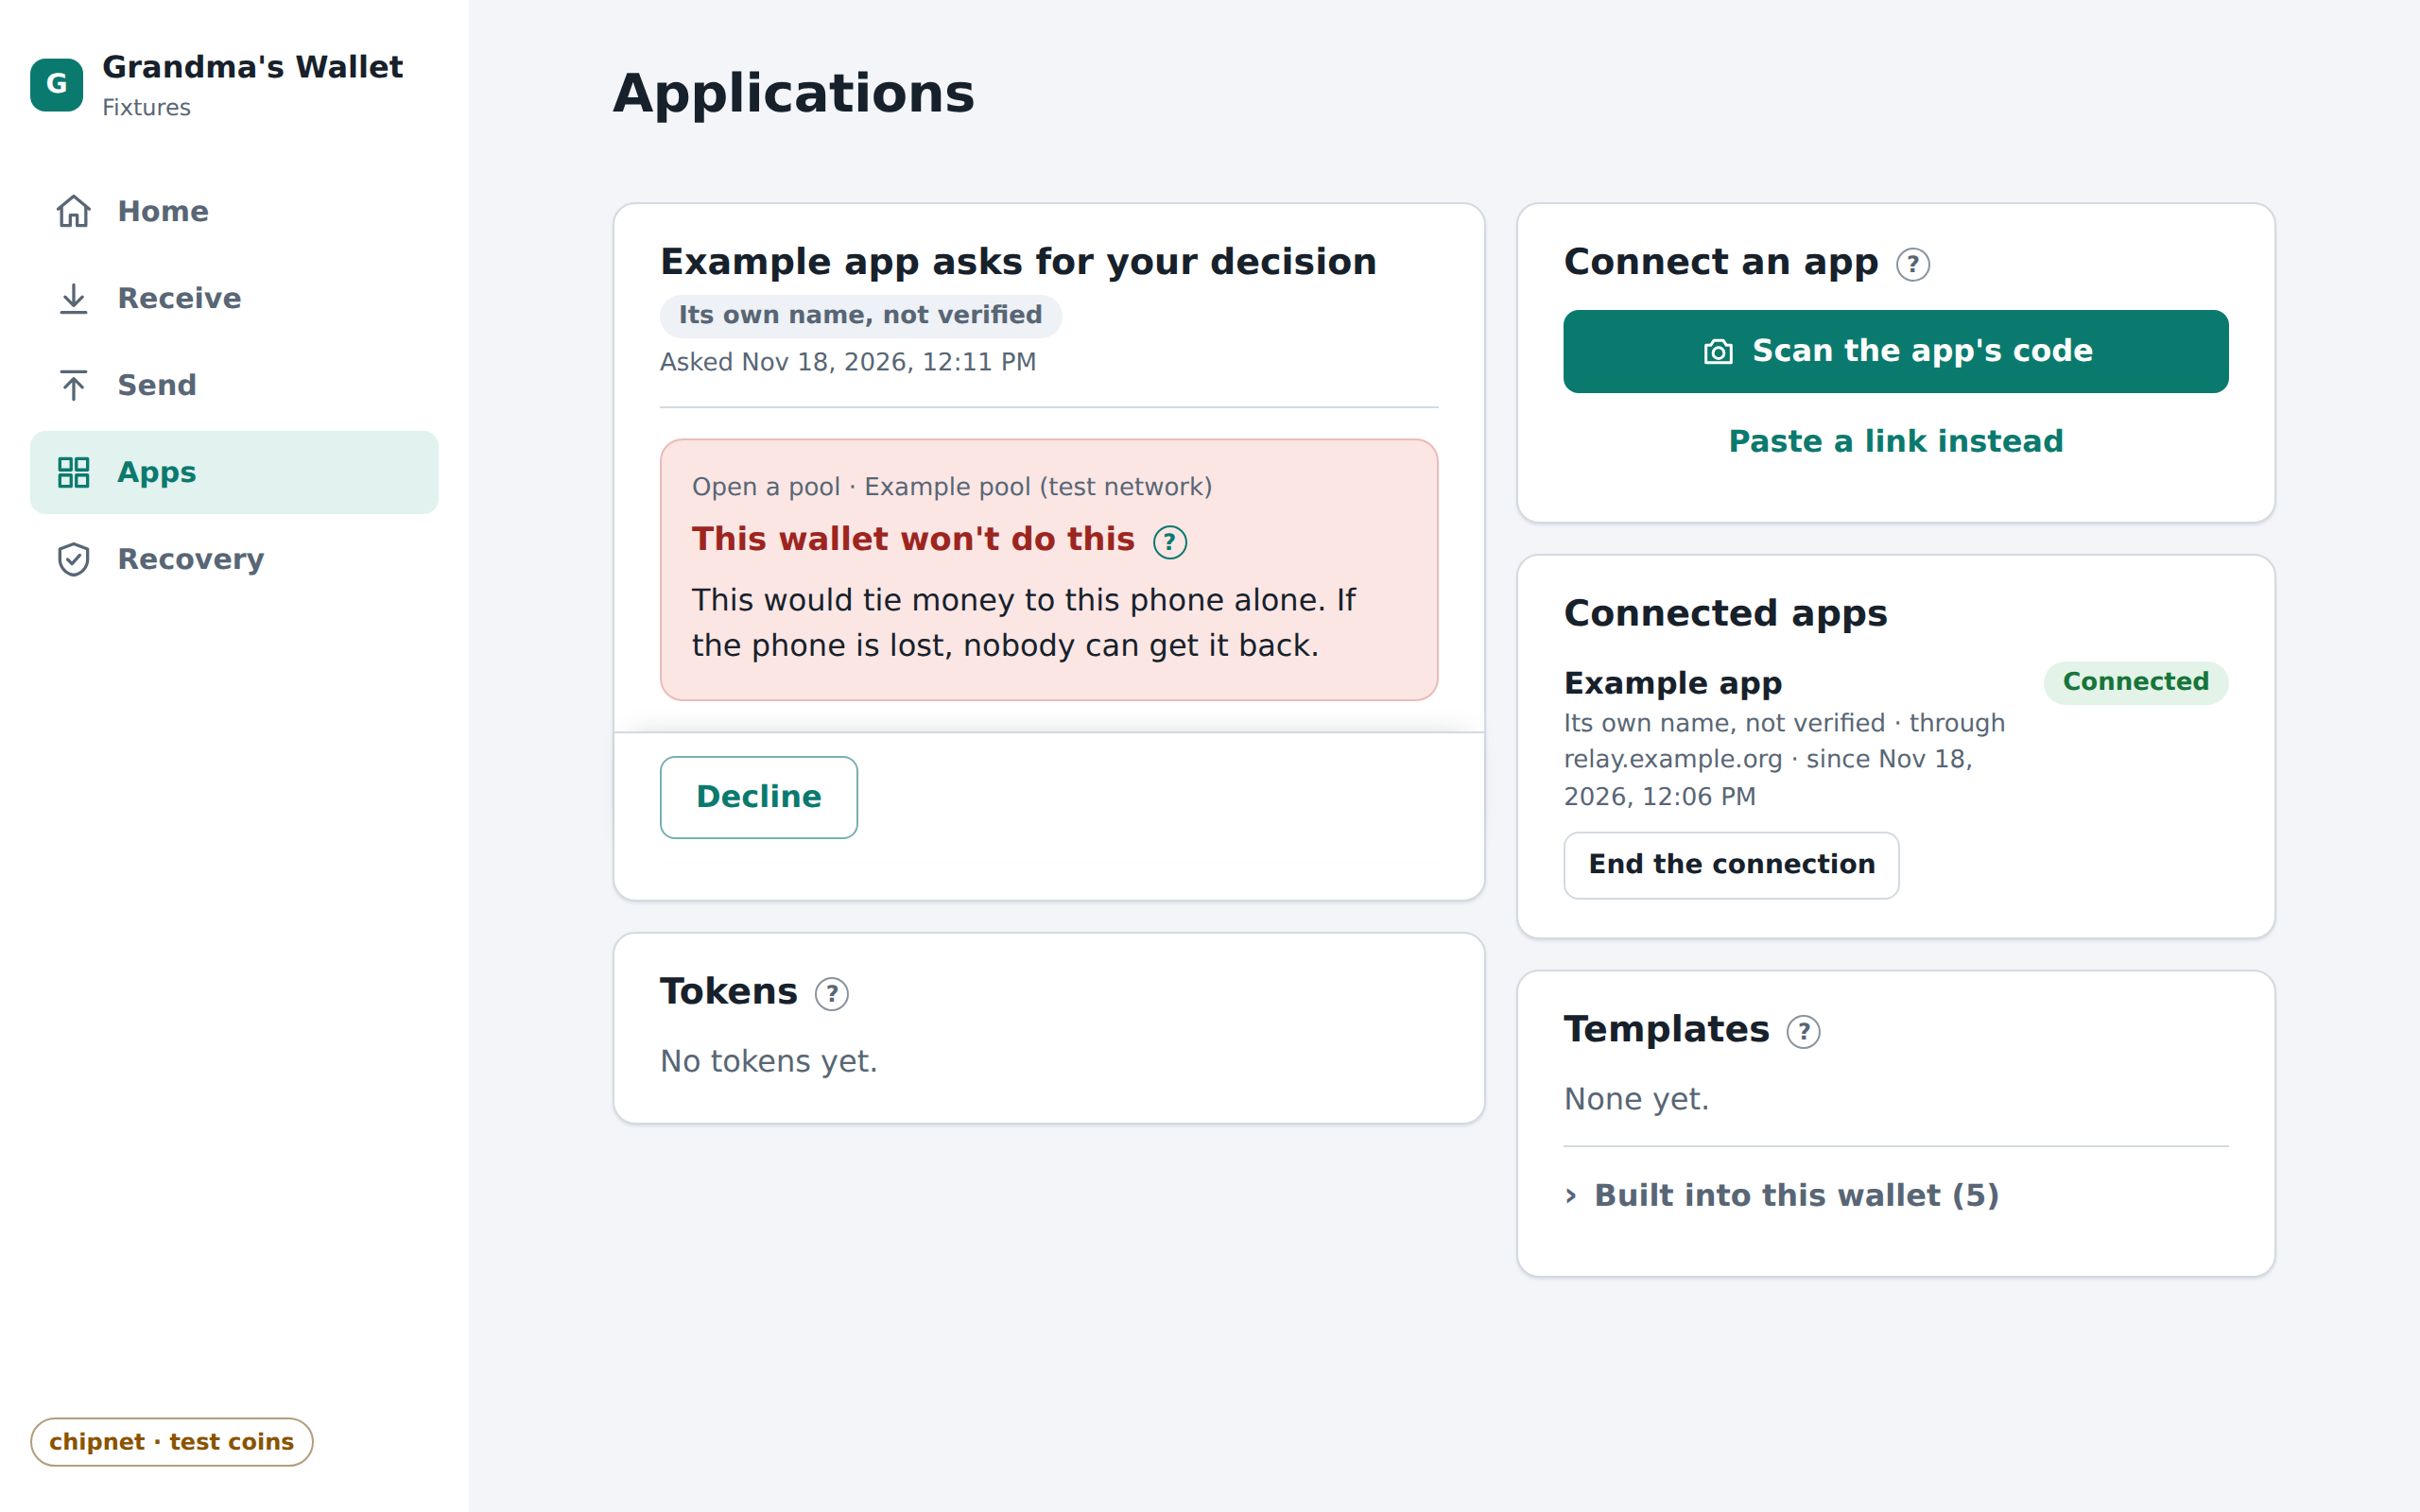 G
Grandma's Wallet
Fixtures
Home
Receive
Send
Apps
Recovery
chipnet · test coins
Applications
Example app asks for your decision
Its own name, not verified
Asked Nov 18, 2026, 12:11 PM
Open a pool · Example pool (test network)
This wallet won't do this ?
This would tie money to this phone alone. If
the phone is lost, nobody can get it back.
Decline
Tokens ?
No tokens yet.
Connect an app ?
Scan the app's code
Paste a link instead
Connected apps
Example app
Connected
Its own name, not verified · through
relay.example.org · since Nov 18,
2026, 12:06 PM
End the connection
Templates ?
None yet.
› Built into this wallet (5)